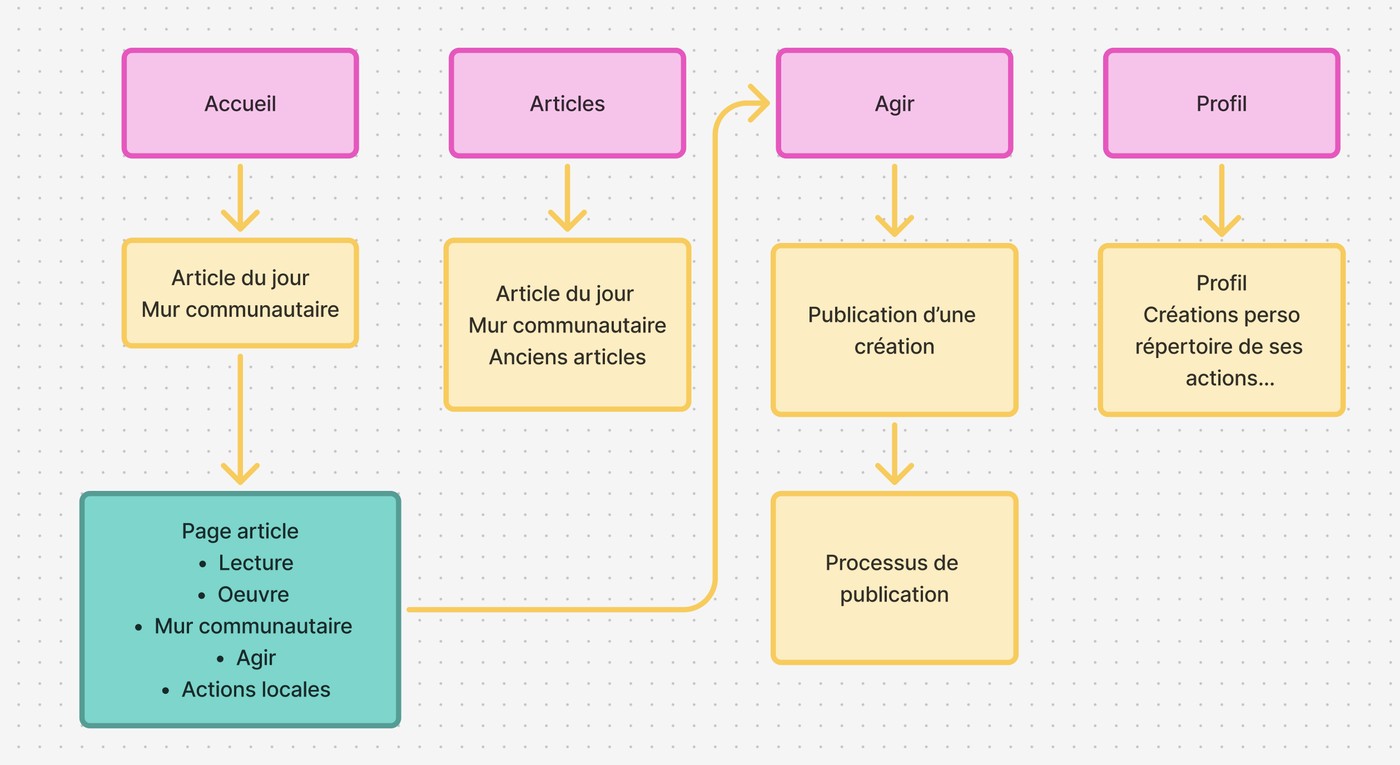 Accueil
Articles
Agir
Profil
Article du jour
Mur communautaire
Article du jour
Mur communautaire
Anciens articles
Publication d’une
création
Profil
Créations perso
répertoire de ses
actions...
Page article
• Lecture
• Oeuvre
• Mur communautaire
• Agir
• Actions locales
Processus de
publication